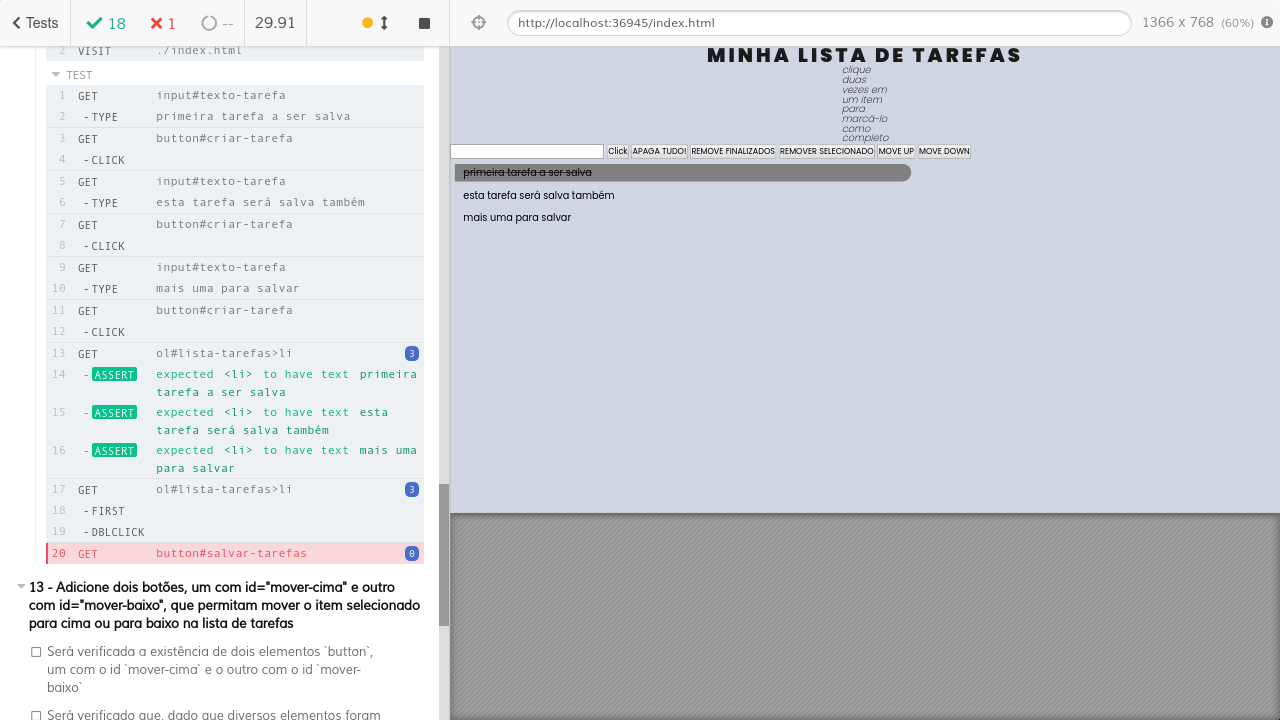 Tests 18 1 -- 29.91 http://localhost:36945/index.html 1366 x 768 (60%)
2 VISIT ./index.html
TEST
1 GET input#texto-tarefa
2 -TYPE primeira tarefa a ser salva
3 GET button#criar-tarefa
4 -CLICK
5 GET input#texto-tarefa
6 -TYPE esta tarefa será salva também
7 GET button#criar-tarefa
8 -CLICK
9 GET input#texto-tarefa
10 -TYPE mais uma para salvar
11 GET button#criar-tarefa
12 -CLICK
13 GET ol#lista-tarefas>li 3
14 -ASSERT expected <li> to have text primeira
tarefa a ser salva
15 -ASSERT expected <li> to have text esta
tarefa será salva também
16 -ASSERT expected <li> to have text mais uma
para salvar
17 GET ol#lista-tarefas>li 3
18 -FIRST
19 -DBLCLICK
20 GET button#salvar-tarefas 0
13 - Adicione dois botões, um com id="mover-cima" e outro
com id="mover-baixo", que permitam mover o item selecionado
para cima ou para baixo na lista de tarefas
Será verificada a existência de dois elementos `button`,
um com o id `mover-cima` e o outro com o id `mover-
baixo`
Será verificado que, dado que diversos elementos foram
MINHA LISTA DE TAREFAS
clique
duas
vezes em
um item
para
marcá-lo
como
completo
Click APAGA TUDO! REMOVE FINALIZADOS REMOVER SELECIONADO MOVE UP MOVE DOWN
primeira tarefa a ser salva
esta tarefa será salva também
mais uma para salvar